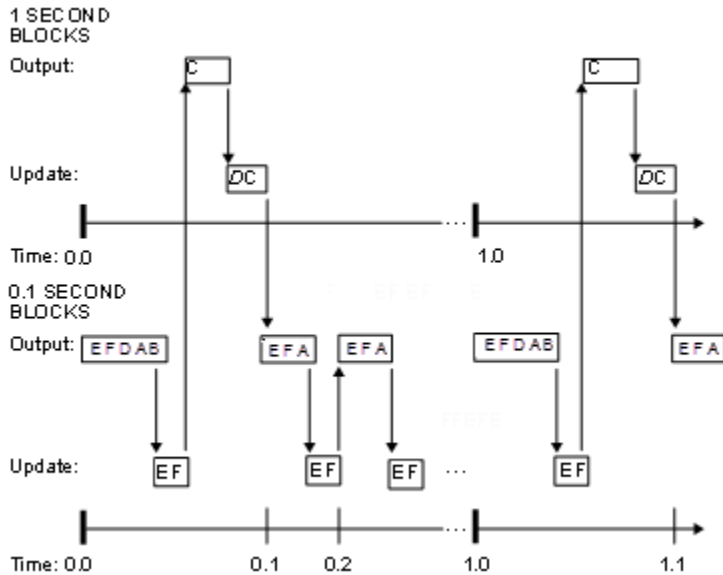 1 SECOND
BLOCKS
Output: C C
Update: DC DC
...
Time: 0.0 1.0
0.1 SECOND
BLOCKS
Output: EFDAB EFA EFA EFDAB EFA
Update: EF EF EF ... EF
...
Time: 0.0 0.1 0.2 1.0 1.1